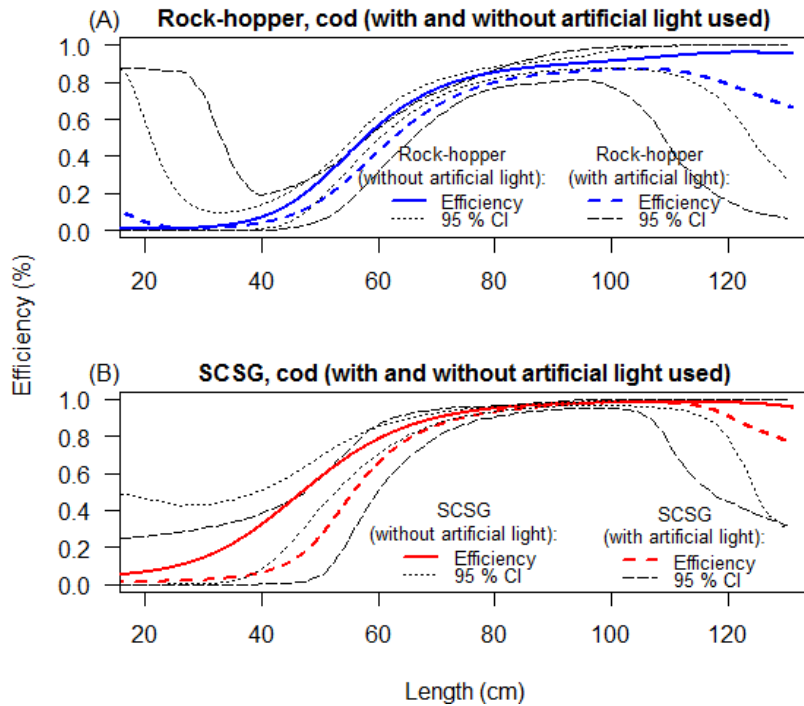 (A) Rock-hopper, cod (with and without artificial light used)
1.0
0.8
0.6
0.4
0.2
0.0
Rock-hopper
(without artificial light):
Efficiency
95 % CI
Rock-hopper
(with artificial light):
Efficiency
95 % CI
20 40 60 80 100 120
Efficiency (%)
(B) SCSG, cod (with and without artificial light used)
1.0
0.8
0.6
0.4
0.2
0.0
SCSG
(without artificial light):
Efficiency
95 % CI
SCSG
(with artificial light):
Efficiency
95 % CI
20 40 60 80 100 120
Length (cm)